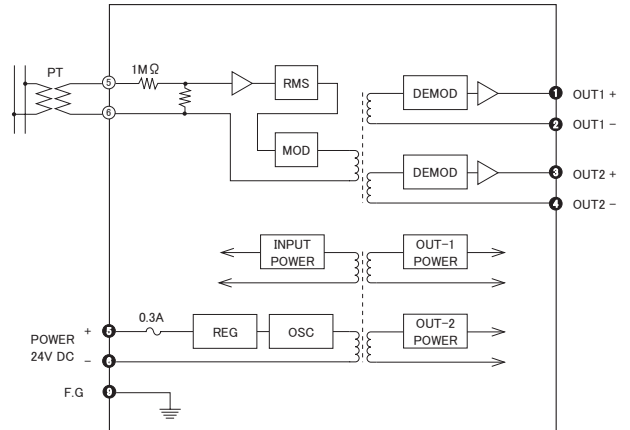 PT
5
1MΩ
RMS
6
MOD
DEMOD
1
OUT1 +
2
OUT1 −
DEMOD
3
OUT2 +
4
OUT2 −
INPUT
POWER
OUT-1
POWER
0.3A
POWER
24V DC
+
5
REG
OSC
OUT-2
POWER
−
F.G
9